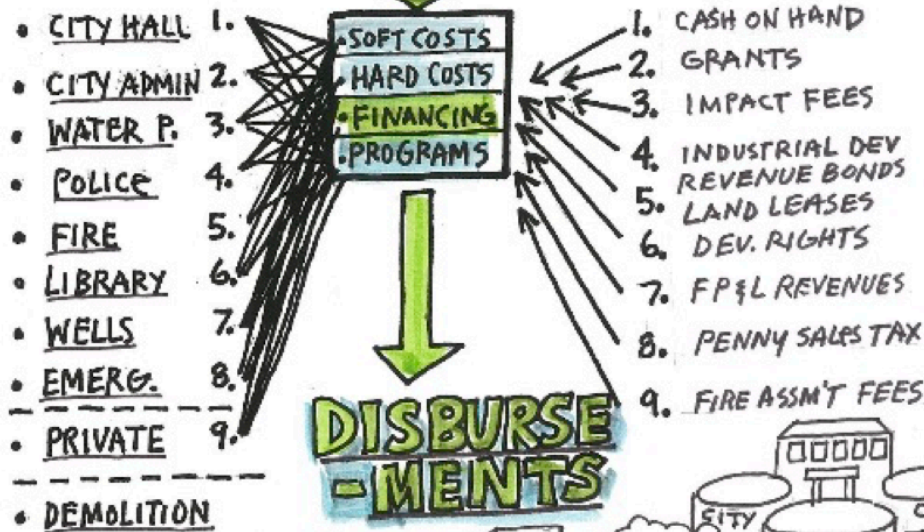 • CITY HALL 1.
• CITY ADMIN 2.
• WATER P. 3.
• POLICE 4.
• FIRE 5.
• LIBRARY 6.
• WELLS 7.
• EMERG. 8.
• PRIVATE 9.
• DEMOLITION
• SOFT COSTS
• HARD COSTS
• FINANCING
• PROGRAMS
DISBURSE
-MENTS
1. CASH ON HAND
2. GRANTS
3. IMPACT FEES
4. INDUSTRIAL DEV
REVENUE BONDS
5. LAND LEASES
6. DEV. RIGHTS
7. FP&L REVENUES
8. PENNY SALES TAX
9. FIRE ASSM'T FEES
CITY